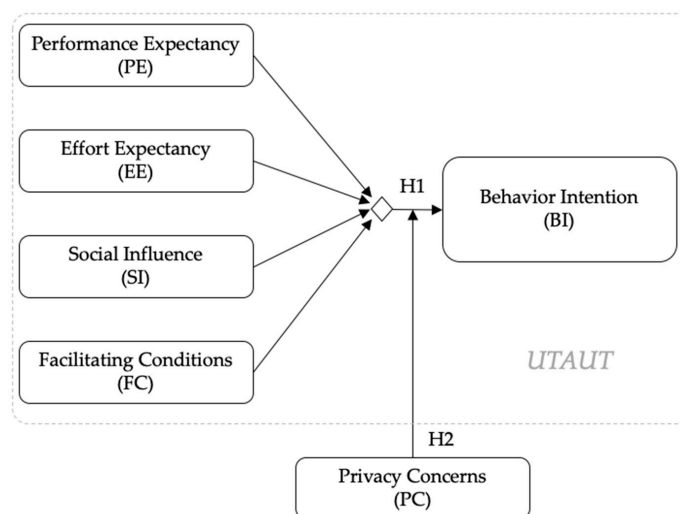 Performance Expectancy
(PE)
Effort Expectancy
(EE)
H1
Behavior Intention
(BI)
Social Influence
(SI)
Facilitating Conditions
(FC)
UTAUT
H2
Privacy Concerns
(PC)